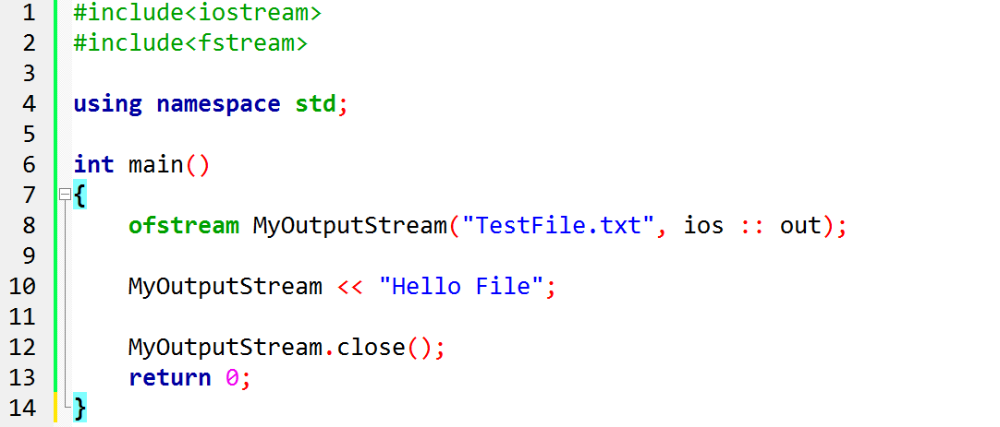 1 #include<iostream>
2 #include<fstream>
3
4 using namespace std;
5
6 int main()
7 {
8     ofstream MyOutputStream("TestFile.txt", ios :: out);
9
10     MyOutputStream << "Hello File";
11
12     MyOutputStream.close();
13     return 0;
14 }